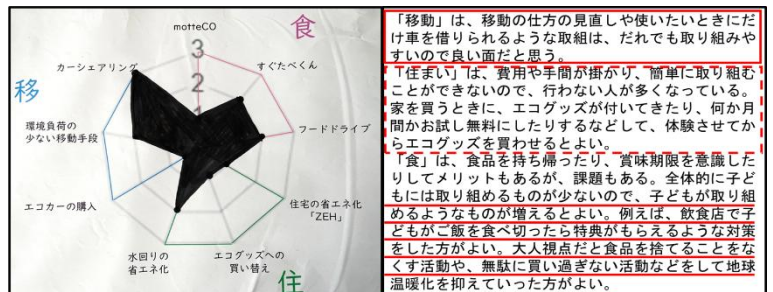 motteCO
食
3
カーシェアリング
すぐたべくん
2
移
環境負荷の
少ない移動手段
フードドライブ
エコカーの購入
住宅の省エネ化
「ZEH」
水回りの
省エネ化
エコグッズへの
買い替え
住
「移動」は、移動の仕方の見直しや使いたいときにだ
け車を借りられるような取組は、だれでも取り組みや
すいので良い面だと思う。
「住まい」は、費用や手間が掛かり、簡単に取り組む
ことができないので、行わない人が多くなっている。
家を買うときに、エコグッズが付いてきたり、何か月
間かお試し無料にしたりするなどして、体験させてか
らエコグッズを買わせるとよい。
「食」は、食品を持ち帰ったり、賞味期限を意識した
りしてメリットもあるが、課題もある。全体的に子ど
もには取り組めるものが少ないので、子どもが取り組
めるようなものが増えるとよい。例えば、飲食店で子
どもがご飯を食べ切ったら特典がもらえるような対策
をした方がよい。大人視点だと食品を捨てることをな
くす活動や、無駄に買い過ぎない活動などをして地球
温暖化を抑えていった方がよい。